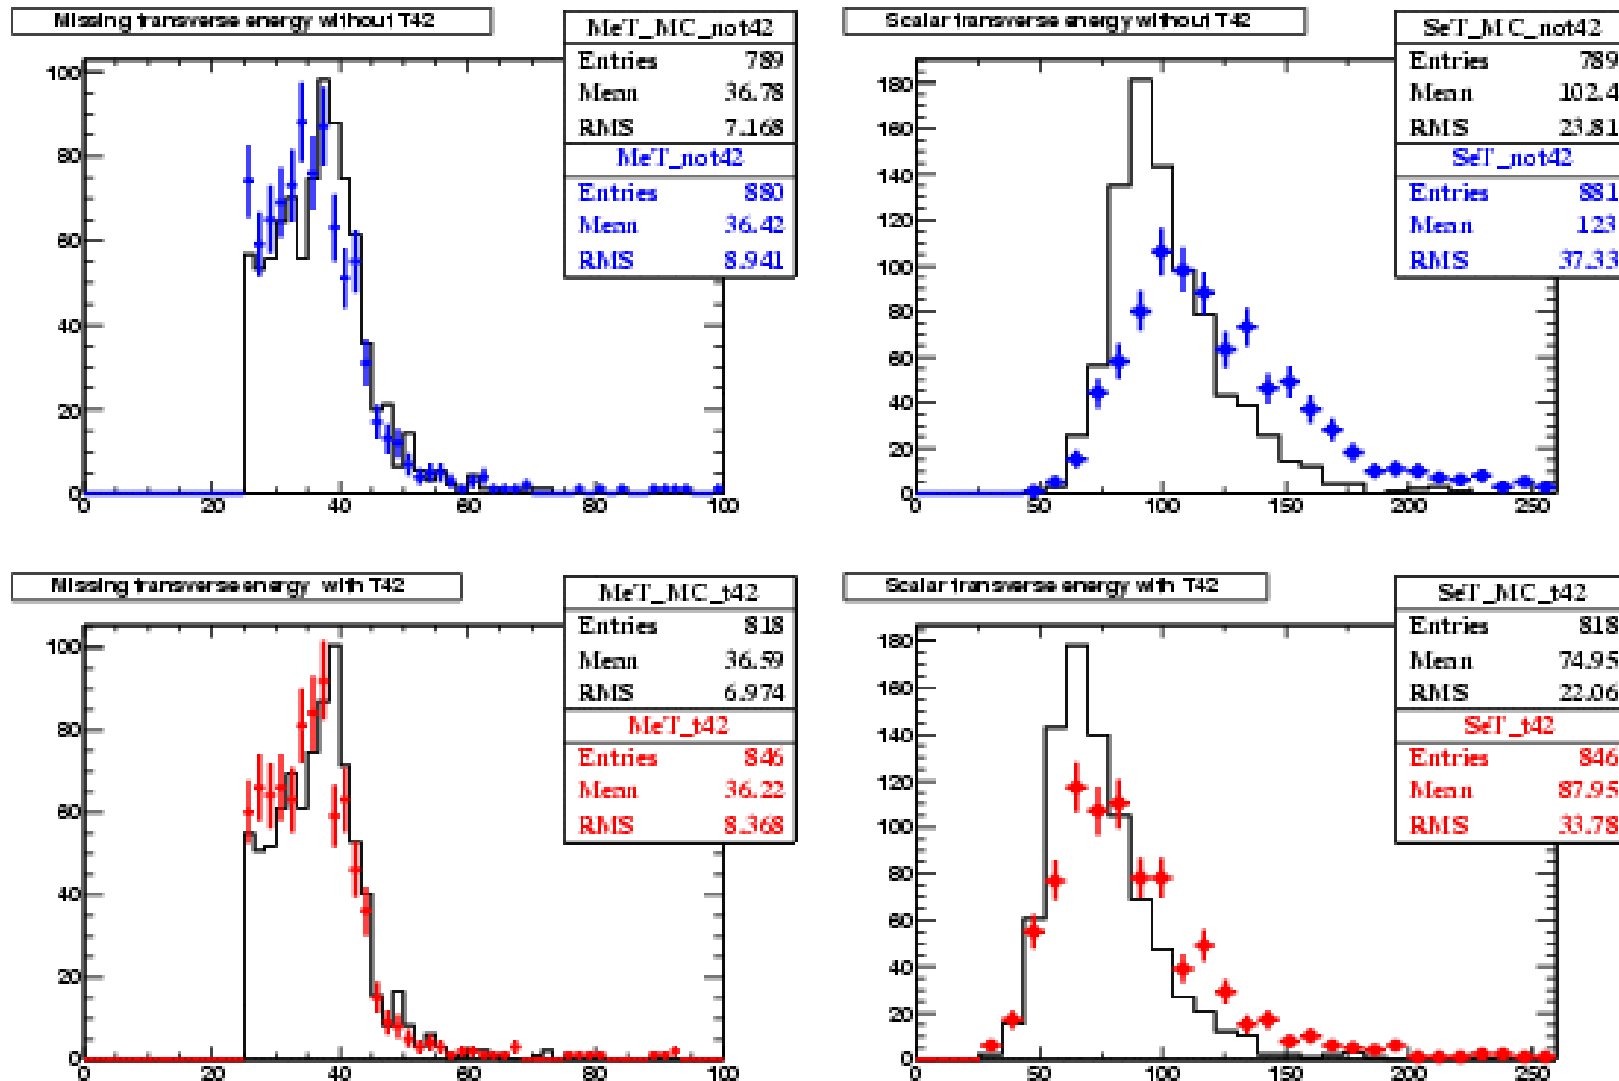 Missing transverse energy without T42
MeT_MC_not42
Entries 789
Mean 36.78
RMS 7.168
MeT_not42
Entries 880
Mean 36.42
RMS 8.941
100
80
60
40
20
0
0 20 40 60 80 100
Scalar transverse energy without T42
SeT_MC_not42
Entries 789
Mean 102.4
RMS 23.81
SeT_not42
Entries 881
Mean 123
RMS 37.33
180
160
140
120
100
80
60
40
20
0
0 50 100 150 200 250
Missing transverse energy with T42
MeT_MC_t42
Entries 818
Mean 36.59
RMS 6.974
MeT_t42
Entries 846
Mean 36.22
RMS 8.368
100
80
60
40
20
0
0 20 40 60 80 100
Scalar transverse energy with T42
SeT_MC_t42
Entries 818
Mean 74.95
RMS 22.06
SeT_t42
Entries 846
Mean 87.95
RMS 33.78
180
160
140
120
100
80
60
40
20
0
0 50 100 150 200 250